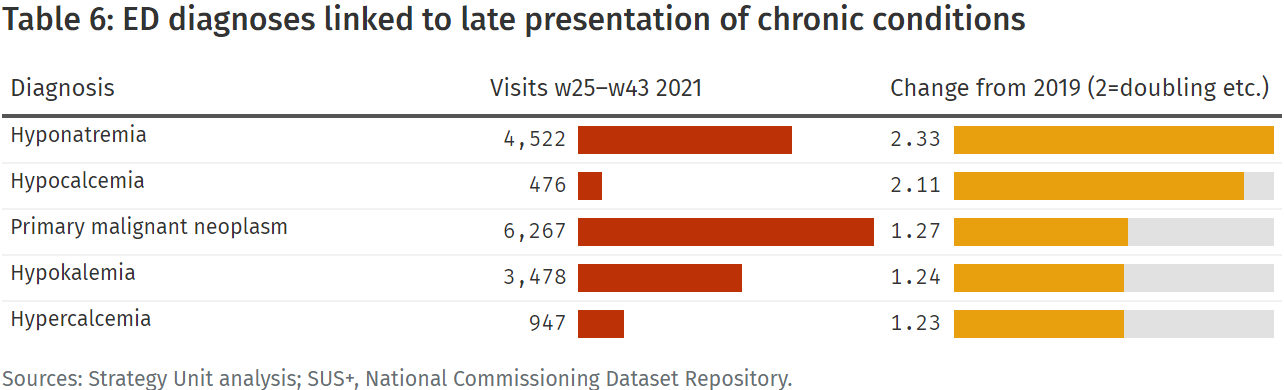 Table 6: ED diagnoses linked to late presentation of chronic conditions
Diagnosis Visits w25–w43 2021 Change from 2019 (2=doubling etc.)
Hyponatremia 4,522 2.33
Hypocalcemia 476 2.11
Primary malignant neoplasm 6,267 1.27
Hypokalemia 3,478 1.24
Hypercalcemia 947 1.23
Sources: Strategy Unit analysis; SUS+, National Commissioning Dataset Repository.